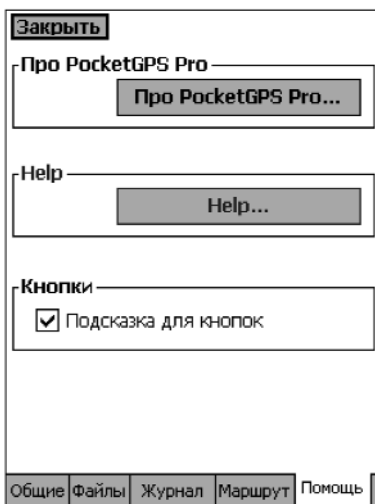 Закрыть
Про PocketGPS Pro
Про PocketGPS Pro...
Help
Help...
Кнопки
Подсказка для кнопок
Общие Файлы Журнал Маршрут Помощь